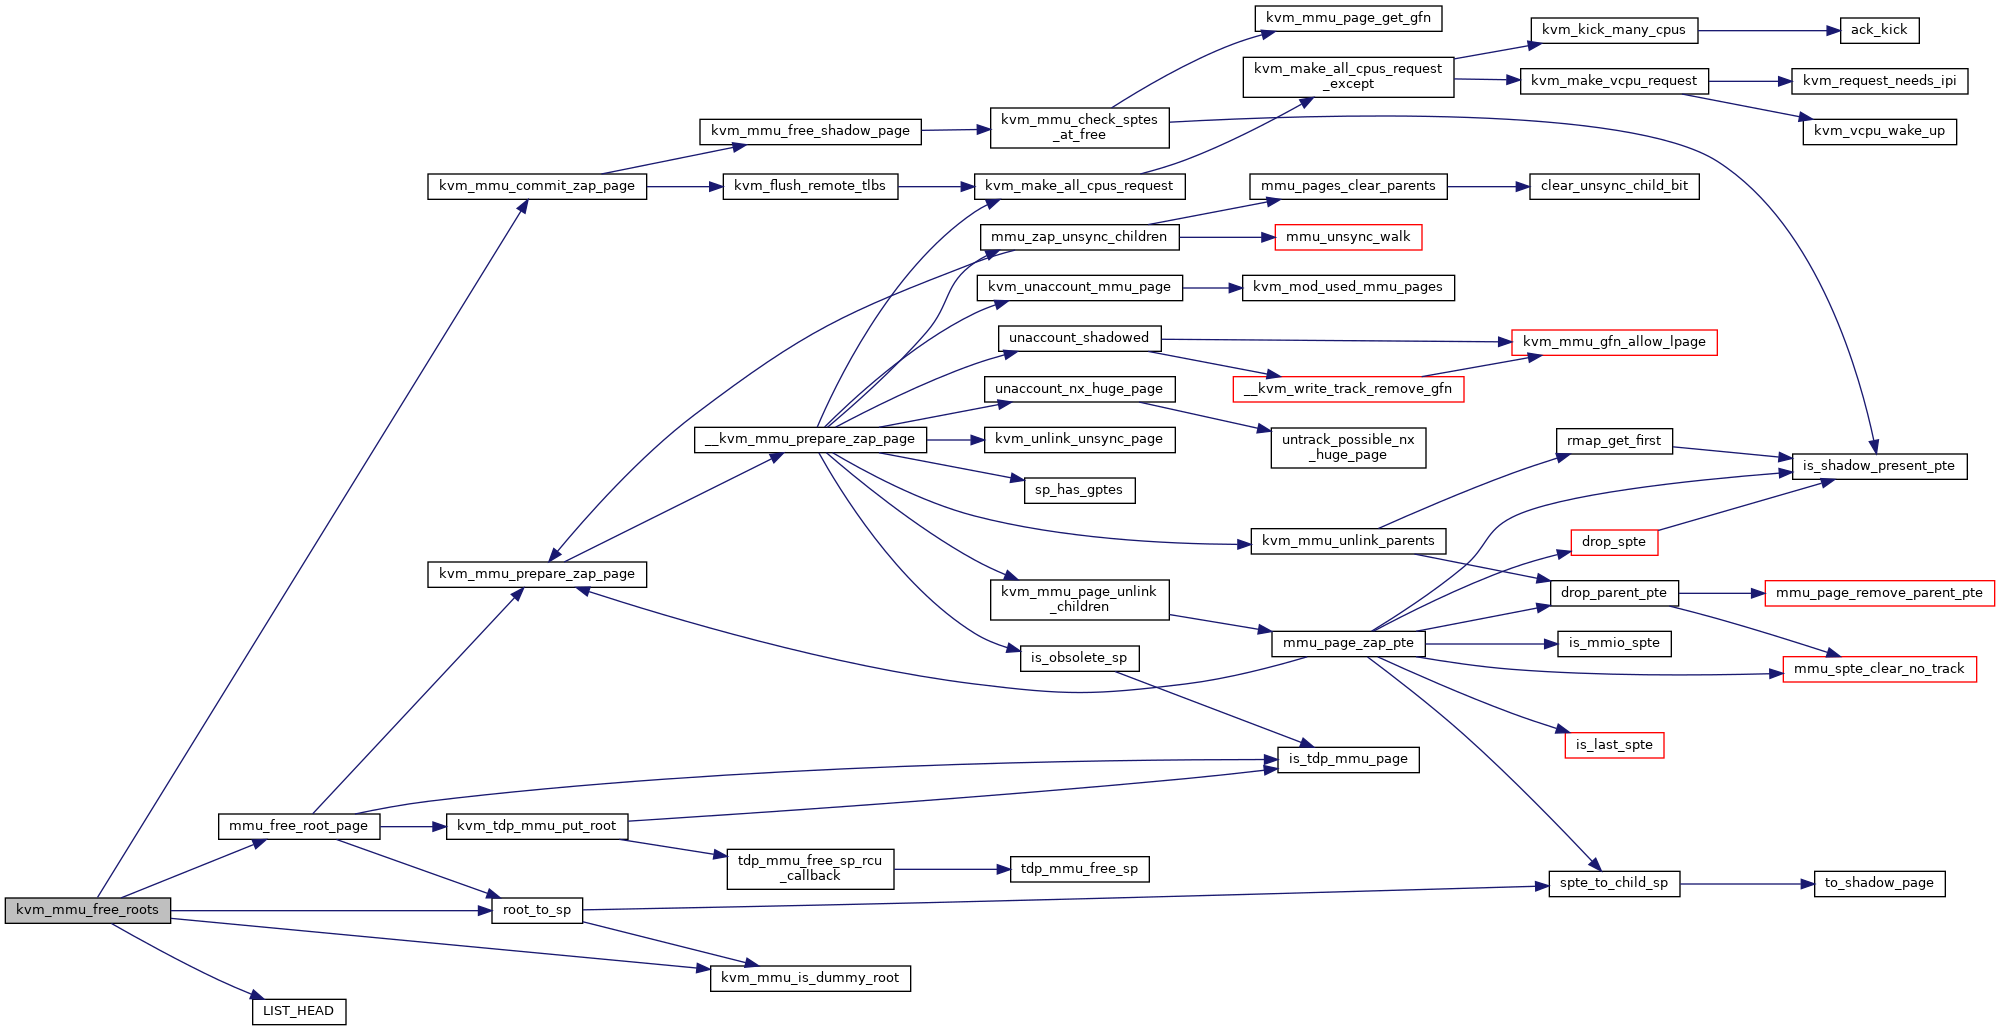 kvm_mmu_page_get_gfn
kvm_kick_many_cpus
ack_kick
kvm_make_all_cpus_request
_except
kvm_make_vcpu_request
kvm_request_needs_ipi
kvm_mmu_free_shadow_page
kvm_mmu_check_sptes
_at_free
kvm_vcpu_wake_up
kvm_mmu_commit_zap_page
kvm_flush_remote_tlbs
kvm_make_all_cpus_request
mmu_pages_clear_parents
clear_unsync_child_bit
mmu_zap_unsync_children
mmu_unsync_walk
kvm_unaccount_mmu_page
kvm_mod_used_mmu_pages
unaccount_shadowed
kvm_mmu_gfn_allow_lpage
unaccount_nx_huge_page
__kvm_write_track_remove_gfn
__kvm_mmu_prepare_zap_page
kvm_unlink_unsync_page
untrack_possible_nx
_huge_page
rmap_get_first
is_shadow_present_pte
sp_has_gptes
kvm_mmu_unlink_parents
drop_spte
kvm_mmu_prepare_zap_page
kvm_mmu_page_unlink
_children
drop_parent_pte
mmu_page_remove_parent_pte
is_obsolete_sp
mmu_page_zap_pte
is_mmio_spte
mmu_spte_clear_no_track
is_last_spte
is_tdp_mmu_page
mmu_free_root_page
kvm_tdp_mmu_put_root
tdp_mmu_free_sp_rcu
_callback
tdp_mmu_free_sp
spte_to_child_sp
to_shadow_page
kvm_mmu_free_roots
root_to_sp
kvm_mmu_is_dummy_root
LIST_HEAD